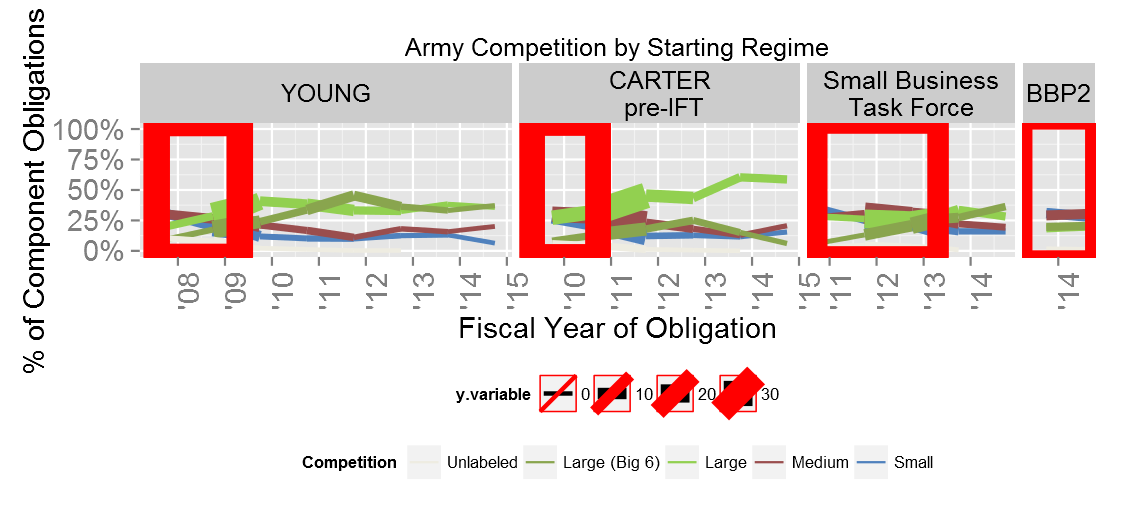 Army Competition by Starting Regime
YOUNG
CARTER
pre-IFT
Small Business
Task Force
BBP2
% of Component Obligations
100%
75%
50%
25%
0%
'08 '09 '10 '11 '12 '13 '14 '15 '10 '11 '12 '13 '14 '15 '11 '12 '13 '14 '14
Fiscal Year of Obligation
y.variable 0 10 20 30
Competition Unlabeled Large (Big 6) Large Medium Small